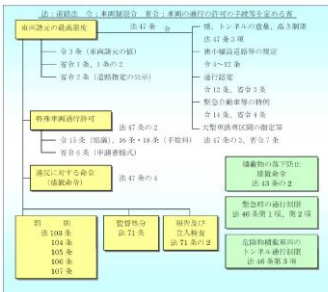 法：道路法　令：車両制限令　省令：車両の通行の許可の手続等を定める省
車両諸元の最高限度
法 47 条
令 3 条（車両諸元の値）
省令 1 条、1 条の 2
省令 2 条（道路指定の公示）
橋、トンネルの重量、高さ制限
法 47 条 3 項
狭小幅員道路等の規定
令 4～12 条
通行認定
令 12 条、省令 3 条
緊急自動車等の特例
令 14 条、省令 4 条
大型車誘導区間の指定等
法 47 条の 3、省令 7 条
特殊車両通行許可
法 47 条の 2
令 15 条（協議）、16 条・18 条（手数料）
省令 6 条（申請書様式）
違反に対する命令
（措置命令）
法 47 条の 4
罰　則
法 103 条
104 条
105 条
106 条
107 条
監督処分
法 71 条
報告及び
立入検査
法 71 条の 2
積載物の落下防止
措置命令
法 43 条の 2
緊急時の通行制限
法 46 条第 1 項、第 2 項
危険物積載車両の
トンネル通行制限
法 46 条第 3 項